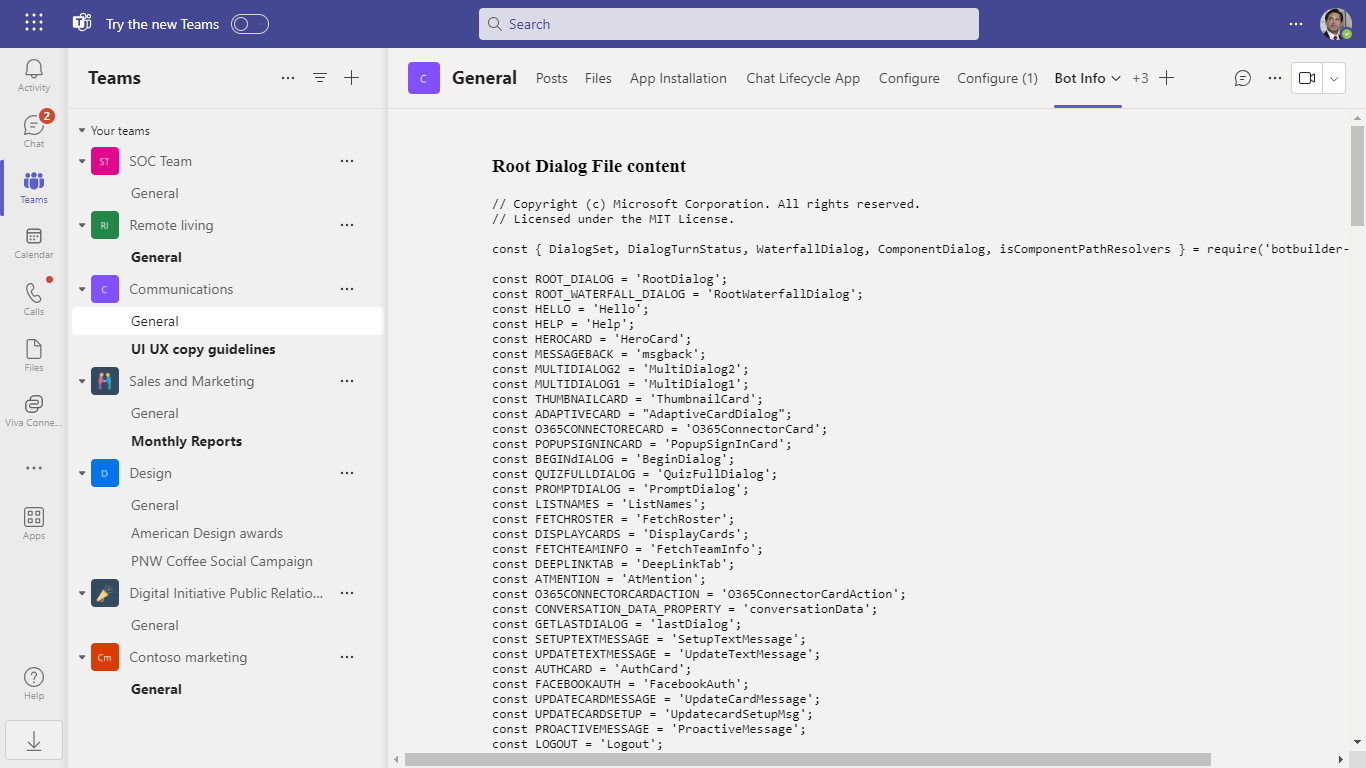 Try the new Teams
Search
Activity
2
Chat
Teams
Calendar
Calls
Files
Viva Conne...
Apps
Help
Teams
Your teams
ST SOC Team
General
Rl Remote living
General
C Communications
General
UI UX copy guidelines
Sales and Marketing
General
Monthly Reports
D Design
General
American Design awards
PNW Coffee Social Campaign
Digital Initiative Public Relatio...
General
Cm Contoso marketing
General
C General Posts Files App Installation Chat Lifecycle App Configure Configure (1) Bot Info +3
Root Dialog File content
// Copyright (c) Microsoft Corporation. All rights reserved.
// Licensed under the MIT License.
const { DialogSet, DialogTurnStatus, WaterfallDialog, ComponentDialog, isComponentPathResolvers } = require('botbuilder-
const ROOT_DIALOG = 'RootDialog';
const ROOT_WATERFALL_DIALOG = 'RootWaterfallDialog';
const HELLO = 'Hello';
const HELP = 'Help';
const HEROCARD = 'HeroCard';
const MESSAGEBACK = 'msgback';
const MULTIDIALOG2 = 'MultiDialog2';
const MULTIDIALOG1 = 'MultiDialog1';
const THUMBNAILCARD = 'ThumbnailCard';
const ADAPTIVECARD = "AdaptiveCardDialog";
const O365CONNECTORECARD = 'O365ConnectorCard';
const POPUPSIGNINCARD = 'PopupSignInCard';
const BEGINdIALOG = 'BeginDialog';
const QUIZFULLDIALOG = 'QuizFullDialog';
const PROMPTDIALOG = 'PromptDialog';
const LISTNAMES = 'ListNames';
const FETCHROSTER = 'FetchRoster';
const DISPLAYCARDS = 'DisplayCards';
const FETCHTEAMINFO = 'FetchTeamInfo';
const DEEPLINKTAB = 'DeepLinkTab';
const ATMENTION = 'AtMention';
const O365CONNECTORCARDACTION = 'O365ConnectorCardAction';
const CONVERSATION_DATA_PROPERTY = 'conversationData';
const GETLASTDIALOG = 'lastDialog';
const SETUPTEXTMESSAGE = 'SetupTextMessage';
const UPDATETEXTMESSAGE = 'UpdateTextMessage';
const AUTHCARD = 'AuthCard';
const FACEBOOKAUTH = 'FacebookAuth';
const UPDATECARDMESSAGE = 'UpdateCardMessage';
const UPDATECARDSETUP = 'UpdatecardSetupMsg';
const PROACTIVEMESSAGE = 'ProactiveMessage';
const LOGOUT = 'Logout';